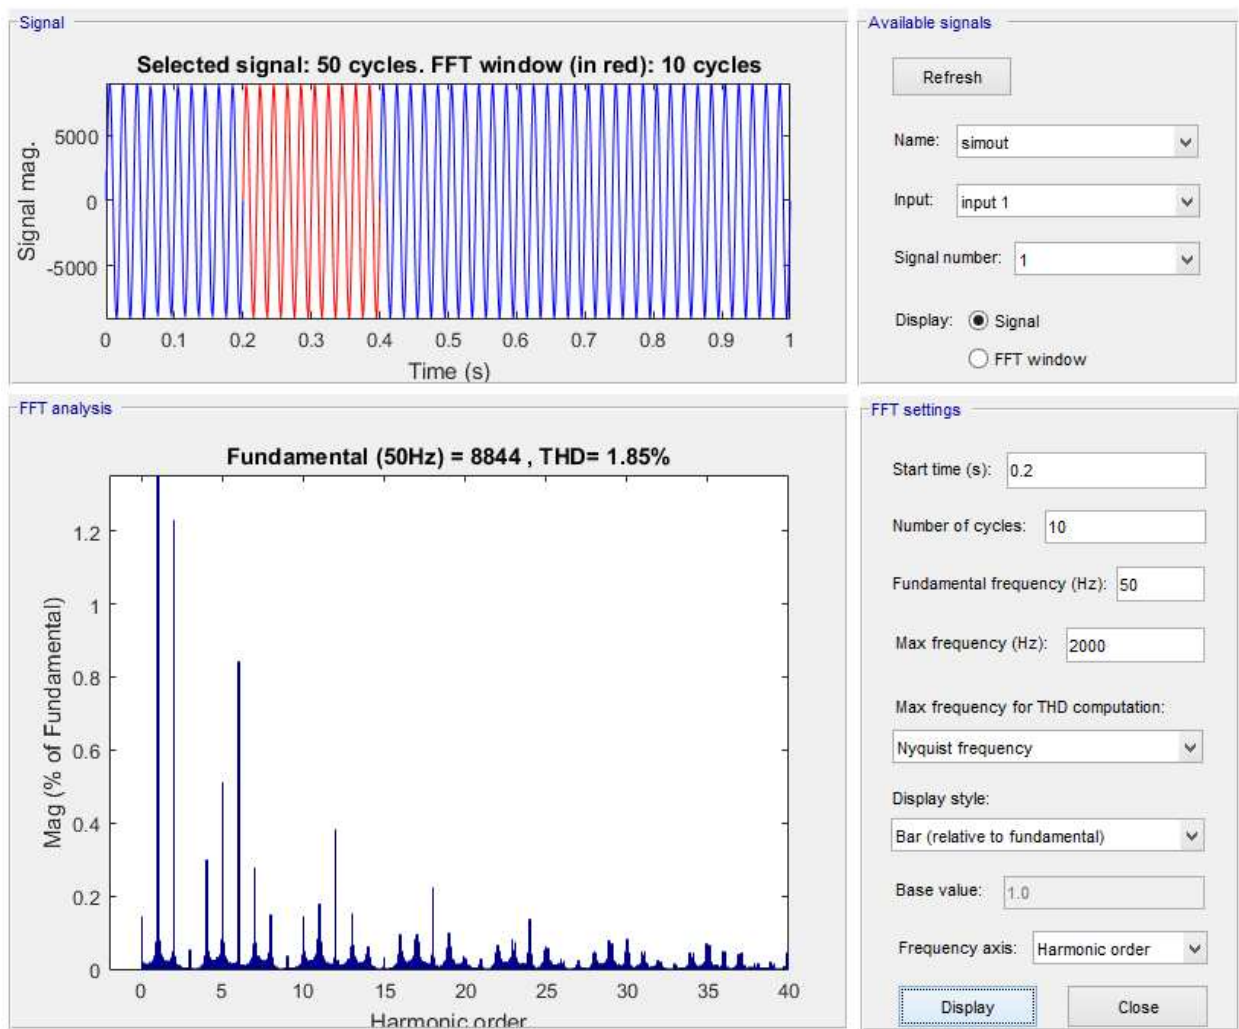 Signal
Selected signal: 50 cycles. FFT window (in red): 10 cycles
5000
0
-5000
Signal mag.
0 0.1 0.2 0.3 0.4 0.5 0.6 0.7 0.8 0.9 1
Time (s)
Available signals
Refresh
Name: simout
Input: input 1
Signal number: 1
Display: Signal
FFT window
FFT analysis
Fundamental (50Hz) = 8844 , THD= 1.85%
1.2
1
0.8
0.6
0.4
0.2
0
Mag (% of Fundamental)
0 5 10 15 20 25 30 35 40
Harmonic order
FFT settings
Start time (s): 0.2
Number of cycles: 10
Fundamental frequency (Hz): 50
Max frequency (Hz): 2000
Max frequency for THD computation:
Nyquist frequency
Display style:
Bar (relative to fundamental)
Base value: 1.0
Frequency axis: Harmonic order
Display Close